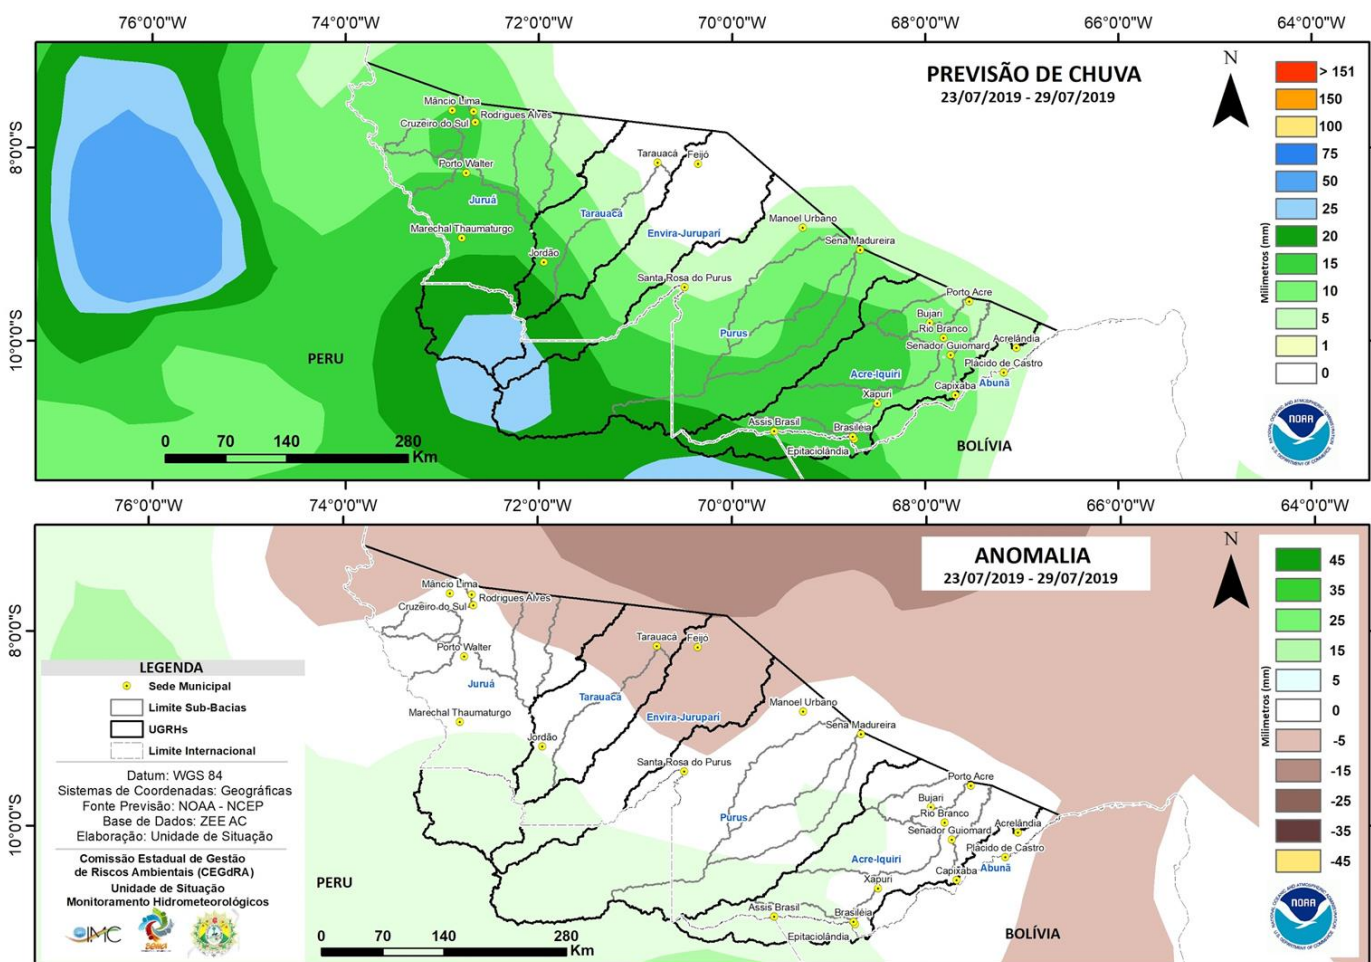 76°0'0"W 74°0'0"W 72°0'0"W 70°0'0"W 68°0'0"W 66°0'0"W 64°0'0"W
8°0'0"S
10°0'0"S
PREVISÃO DE CHUVA
23/07/2019 - 29/07/2019
N
Mâncio Lima
Rodrigues Alves
Cruzeiro do Sul
Porto Walter
Juruá
Marechal Thaumaturgo
Tarauacá
Feijó
Tarauacá
Envira-Jurupari
Jordão
Manoel Urbano
Sena Madureira
Santa Rosa do Purus
Purus
Porto Acre
Bujari
Rio Branco
Senador Guiomard
Acrelândia
Plácido de Castro
Acre-Iquiri
Abunã
Capixaba
Xapuri
Assis Brasil
Brasiléia
Epitaciolândia
PERU
BOLÍVIA
0 70 140 280
Km
Milímetros (mm)
> 151
150
100
75
50
25
20
15
10
5
1
0
NOAA
76°0'0"W 74°0'0"W 72°0'0"W 70°0'0"W 68°0'0"W 66°0'0"W 64°0'0"W
8°0'0"S
10°0'0"S
ANOMALIA
23/07/2019 - 29/07/2019
N
Mâncio Lima
Rodrigues Alves
Cruzeiro do Sul
Porto Walter
Juruá
Marechal Thaumaturgo
Tarauacá
Feijó
Tarauacá
Envira-Jurupari
Jordão
Manoel Urbano
Sena Madureira
Santa Rosa do Purus
Purus
Porto Acre
Bujari
Rio Branco
Senador Guiomard
Acrelândia
Plácido de Castro
Acre-Iquiri
Abunã
Capixaba
Xapuri
Assis Brasil
Brasiléia
Epitaciolândia
PERU
BOLÍVIA
0 70 140 280
Km
Milímetros (mm)
45
35
25
15
5
0
-5
-15
-25
-35
-45
NOAA
LEGENDA
Sede Municipal
Limite Sub-Bacias
UGRHs
Limite Internacional
Datum: WGS 84
Sistemas de Coordenadas: Geográficas
Fonte Previsão: NOAA - NCEP
Base de Dados: ZEE AC
Elaboração: Unidade de Situação
Comissão Estadual de Gestão
de Riscos Ambientais (CEGdRA)
Unidade de Situação
Monitoramento Hidrometeorológicos
IMC